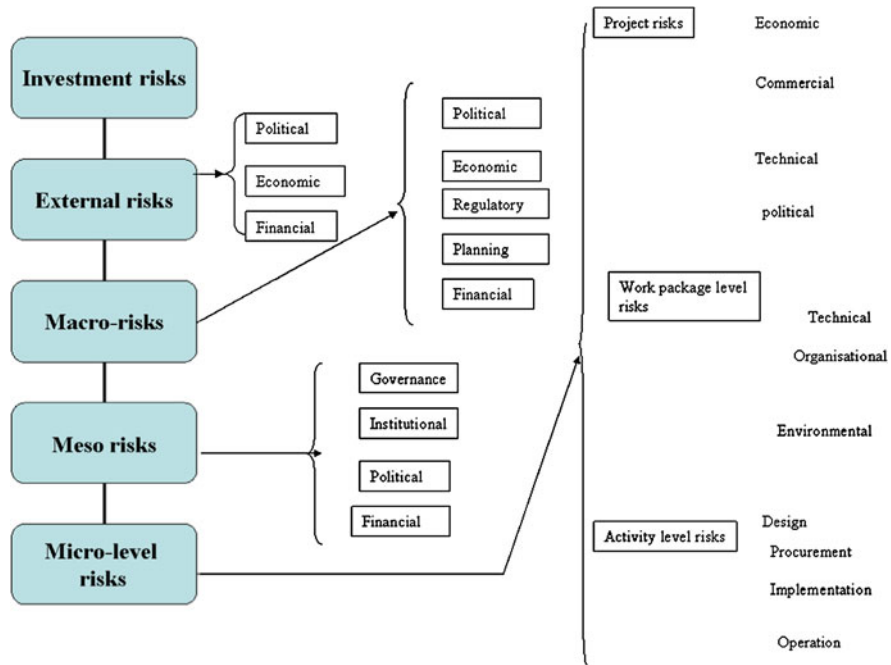 Investment risks
External risks
Macro-risks
Meso risks
Micro-level
risks
Political
Economic
Financial
Political
Economic
Regulatory
Planning
Financial
Governance
Institutional
Political
Financial
Project risks
Economic
Commercial
Technical
political
Work package level
risks
Technical
Organisational
Environmental
Activity level risks
Design
Procurement
Implementation
Operation